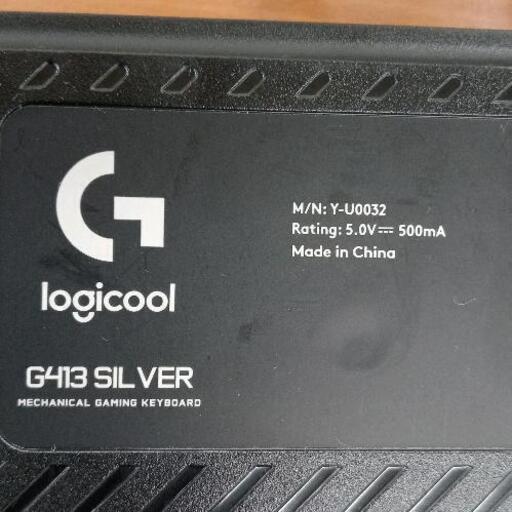 logicool
G413 SILVER
MECHANICAL GAMING KEYBOARD
M/N: Y-U0032
Rating: 5.0V⎓ 500mA
Made in China